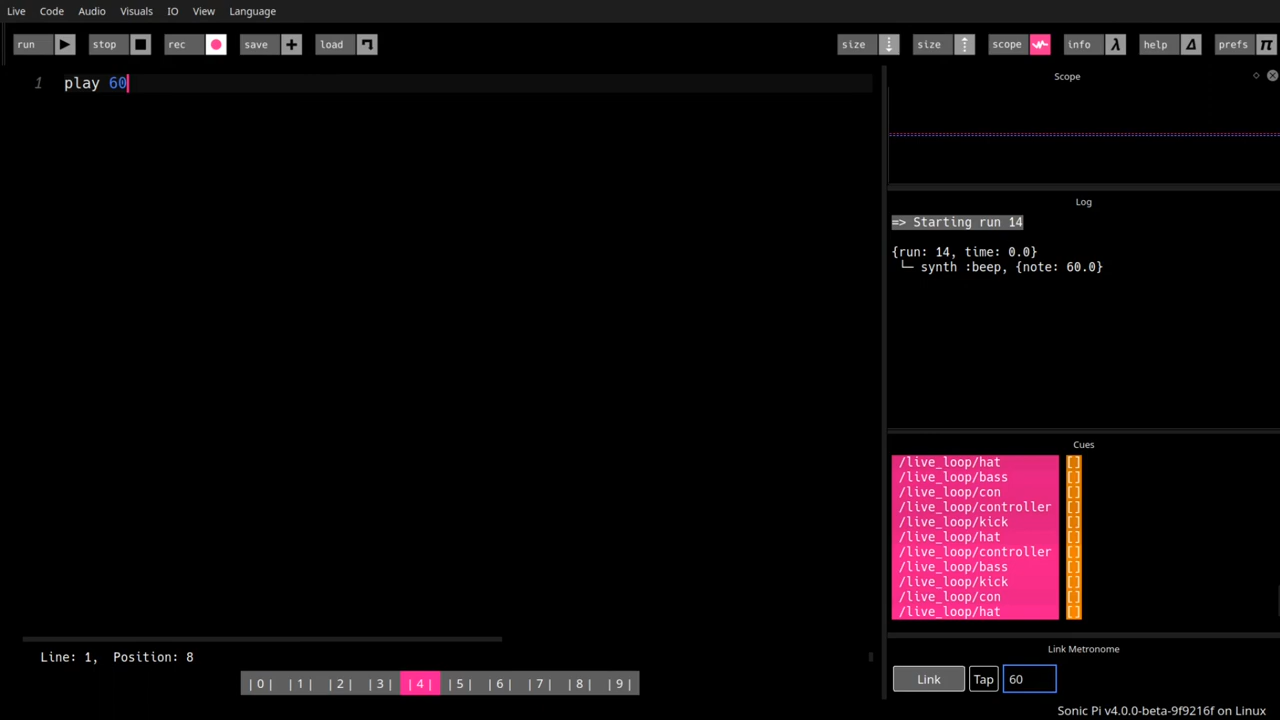 Live Code Audio Visuals IO View Language
run stop rec save load size size scope info λ help prefs π
Scope
1 play 60
Log
=> Starting run 14
{run: 14, time: 0.0}
└─ synth :beep, {note: 60.0}
Cues
/live_loop/hat []
/live_loop/bass []
/live_loop/con []
/live_loop/controller []
/live_loop/kick []
/live_loop/hat []
/live_loop/controller []
/live_loop/bass []
/live_loop/kick []
/live_loop/con []
/live_loop/hat []
Link Metronome
Line: 1, Position: 8
|0| |1| |2| |3| |4| |5| |6| |7| |8| |9|
Link Tap 60
Sonic Pi v4.0.0-beta-9f9216f on Linux